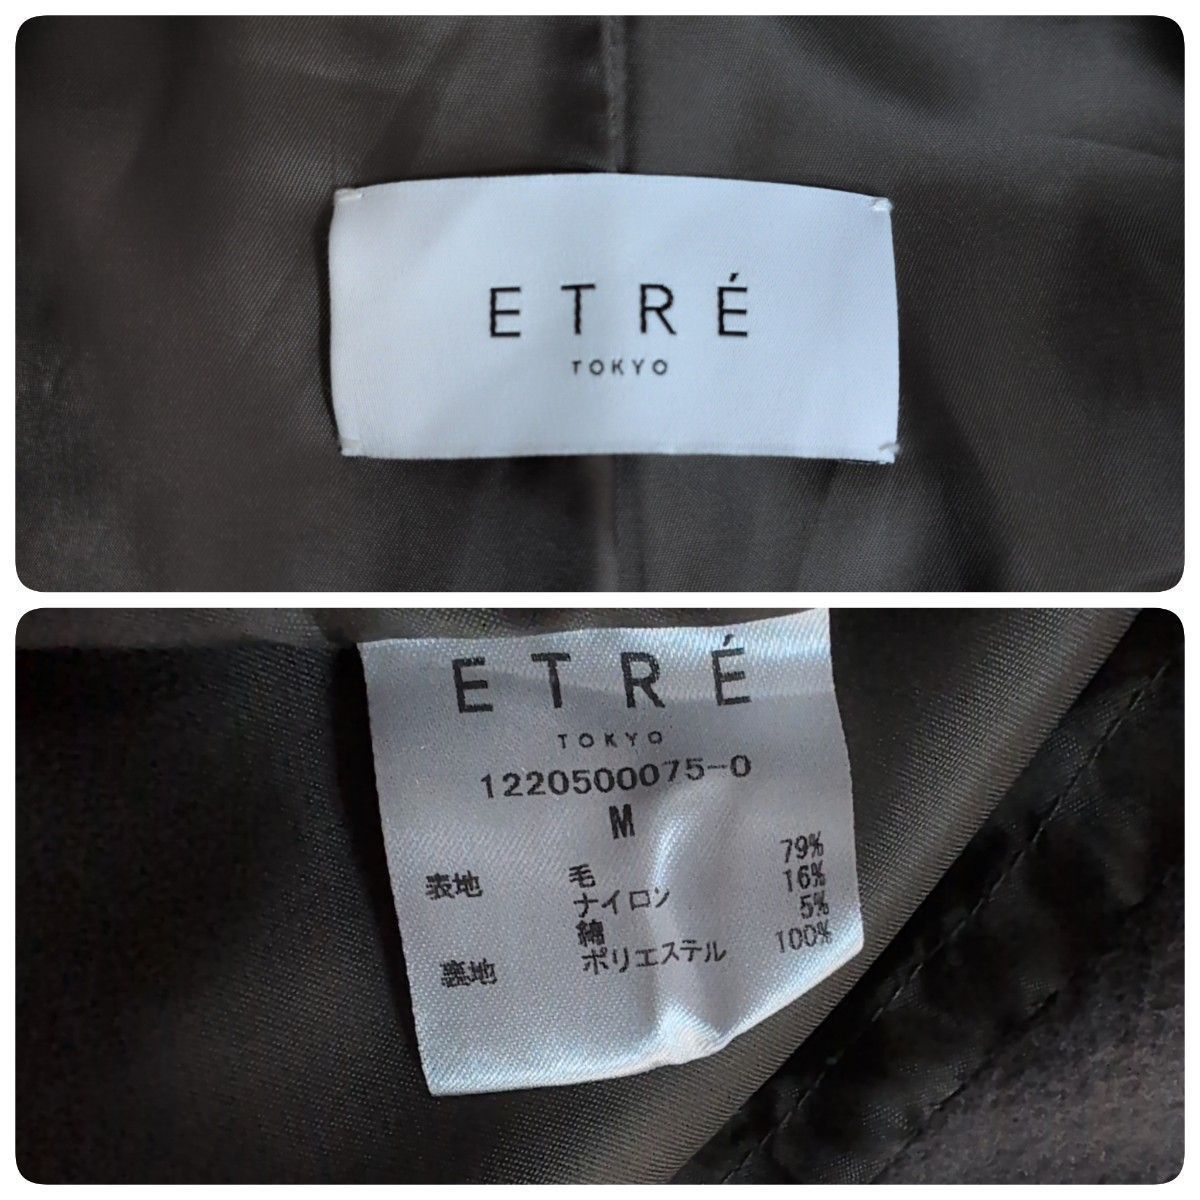 ETRÉ
TOKYO
ETRÉ
TOKYO
1220500075-0
M
表地 毛 79%
ナイロン 16%
綿 5%
裏地 ポリエステル 100%